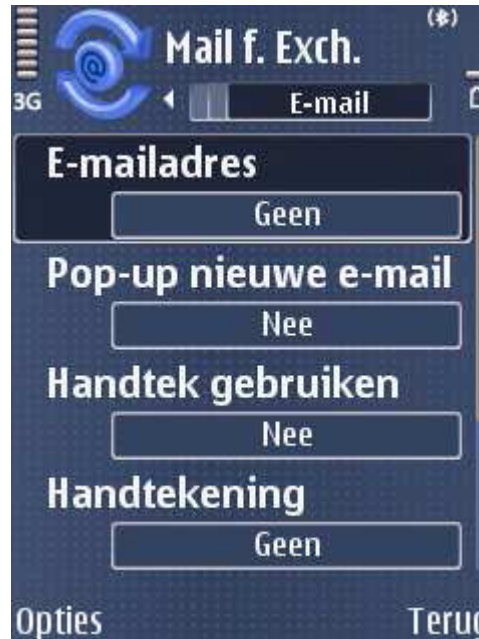 Mail f. Exch.
3G
E-mail
E-mailadres
Geen
Pop-up nieuwe e-mail
Nee
Handtek gebruiken
Nee
Handtekening
Geen
Opties